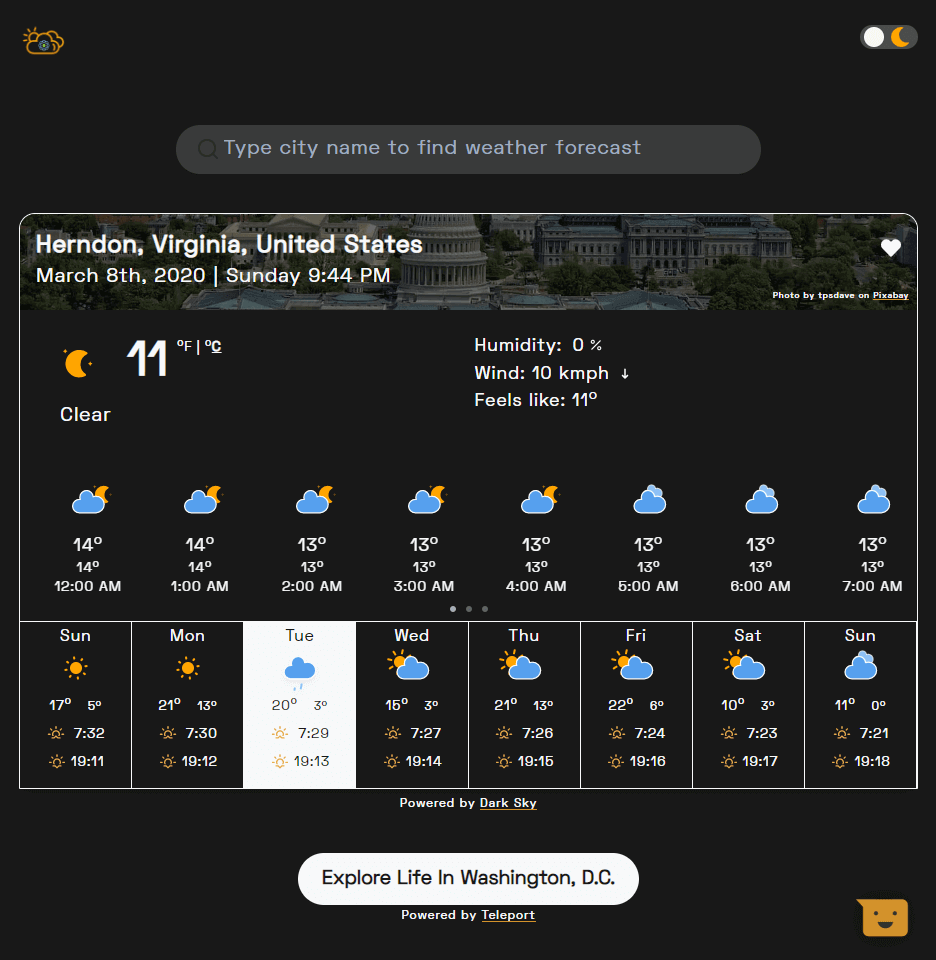 Type city name to find weather forecast
Herndon, Virginia, United States
March 8th, 2020 | Sunday 9:44 PM
Photo by tpsdave on Pixabay
11 °F | °C
Clear
Humidity: 0 %
Wind: 10 kmph ↓
Feels like: 11°
14° 14° 13° 13° 13° 13° 13° 13°
14° 14° 13° 13° 13° 13° 13° 13°
12:00 AM 1:00 AM 2:00 AM 3:00 AM 4:00 AM 5:00 AM 6:00 AM 7:00 AM
Sun Mon Tue Wed Thu Fri Sat Sun
17° 5° 21° 13° 20° 3° 15° 3° 21° 13° 22° 6° 10° 3° 11° 0°
7:32 7:30 7:29 7:27 7:26 7:24 7:23 7:21
19:11 19:12 19:13 19:14 19:15 19:16 19:17 19:18
Powered by Dark Sky
Explore Life In Washington, D.C.
Powered by Teleport